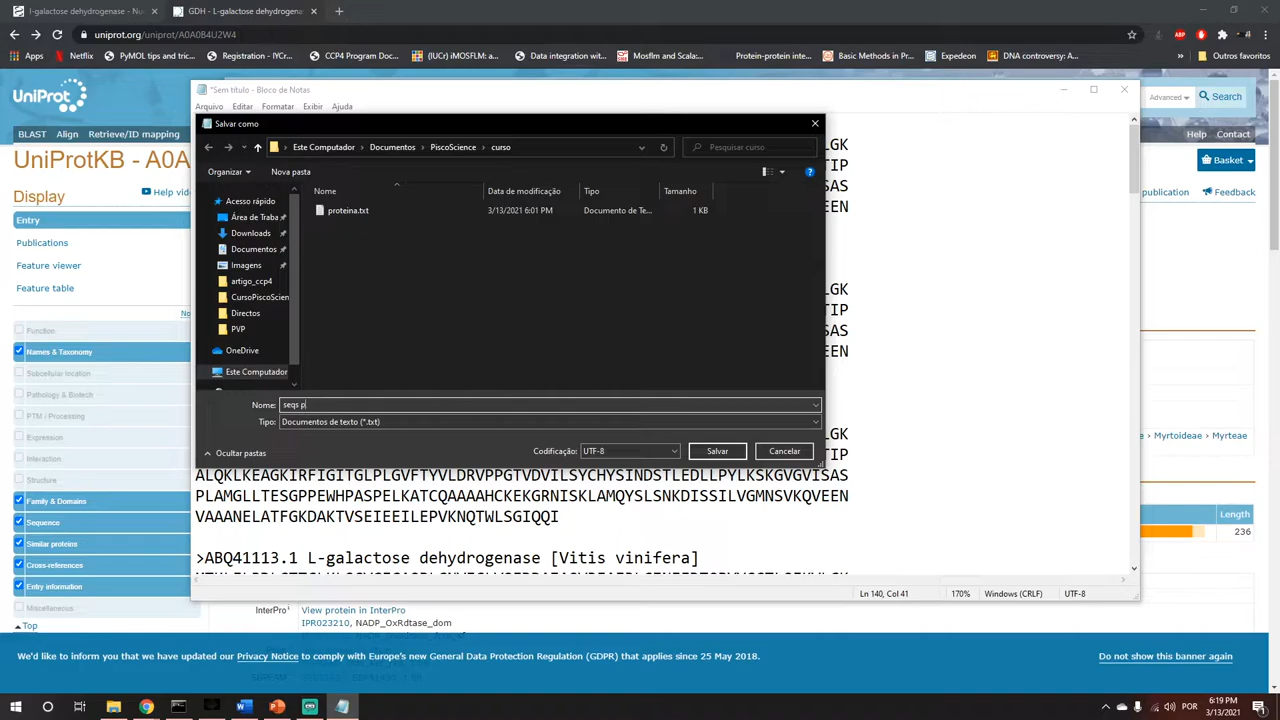 l-galactose dehydrogenase - Nuc
GDH - L-galactose dehydrogenas
uniprot.org/uniprot/A0A0B4U2W4
Apps
Netflix
PyMOL tips and tric...
Registration - IYCr...
CCP4 Program Doc...
(IUCr) iMOSFLM: th...
Data integration wit...
Mosflm and Scala:...
Protein-protein inte...
Basic Methods in Pr...
Expedeon
DNA controversy: A...
»
Outros favoritos
UniProt
Advanced
Search
BLAST Align Retrieve/ID mapping
Help Contact
UniProtKB - A0A
Basket
Display
Help vide
publication
Feedback
Entry
Publications
Feature viewer
Feature table
No
Function
Names & Taxonomy
Subcellular location
Pathology & Biotech
PTM / Processing
Expression
Interaction
Structure
Family & Domains
Sequence
Similar proteins
Cross-references
Entry information
Miscellaneous
Top
*Sem título - Bloco de Notas
Arquivo Editar Formatar Exibir Ajuda
Salvar como
Este Computador › Documentos › PiscoScience › curso
Pesquisar curso
Organizar
Nova pasta
Acesso rápido
Área de Traba
Downloads
Documentos
Imagens
artigo_ccp4
CursoPiscoScien
Directos
PVP
OneDrive
Este Computador
Nome
Data de modificação
Tipo
Tamanho
proteina.txt
3/13/2021 6:01 PM
Documento de Te...
1 KB
Nome: seqs p
Tipo: Documentos de texto (*.txt)
Ocultar pastas
Codificação: UTF-8
Salvar
Cancelar
LGK
TIP
SAS
EEN
LGK
TIP
SAS
EEN
LGK
TIP
ALQKLKEAGKIRFIGITGLPLGVFTYVLDRVPPGTVDVILSYCHYSINDSTLEDLLPYLKSKGVGVISAS
PLAMGLLTESGPPEWHPASPELKATCQAAAAHCKEKGRNISKLAMQYSLSNKDISSILVGMNSVKQVEEN
VAAANELATFGKDAKTVSEIEEILEPVKNQTWLSGIQQI
>ABQ41113.1 L-galactose dehydrogenase [Vitis vinifera]
Ln 140, Col 41
170%
Windows (CRLF)
UTF-8
› Myrtoideae › Myrteae
Length
236
InterPro
View protein in InterPro
IPR023210, NADP_OxRdtase_dom
We'd like to inform you that we have updated our Privacy Notice to comply with Europe's new General Data Protection Regulation (GDPR) that applies since 25 May 2018.
Do not show this banner again
POR
6:19 PM
3/13/2021